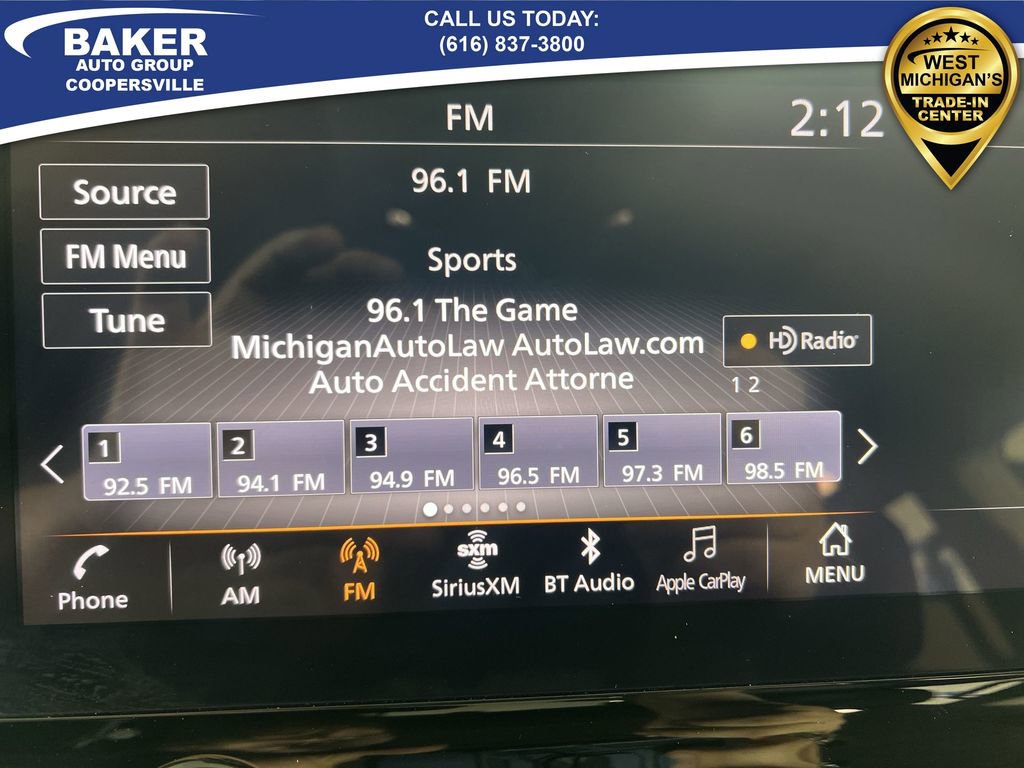 BAKER
AUTO GROUP
COOPERSVILLE
CALL US TODAY:
(616) 837-3800
WEST
MICHIGAN'S
TRADE-IN
CENTER
FM
2:12
Source
96.1 FM
FM Menu
Sports
Tune
96.1 The Game
MichiganAutoLaw AutoLaw.com
Auto Accident Attorne
HD Radio
1 2
1
92.5 FM
2
94.1 FM
3
94.9 FM
4
96.5 FM
5
97.3 FM
6
98.5 FM
Phone
AM
FM
sxm
SiriusXM
BT Audio
Apple CarPlay
MENU